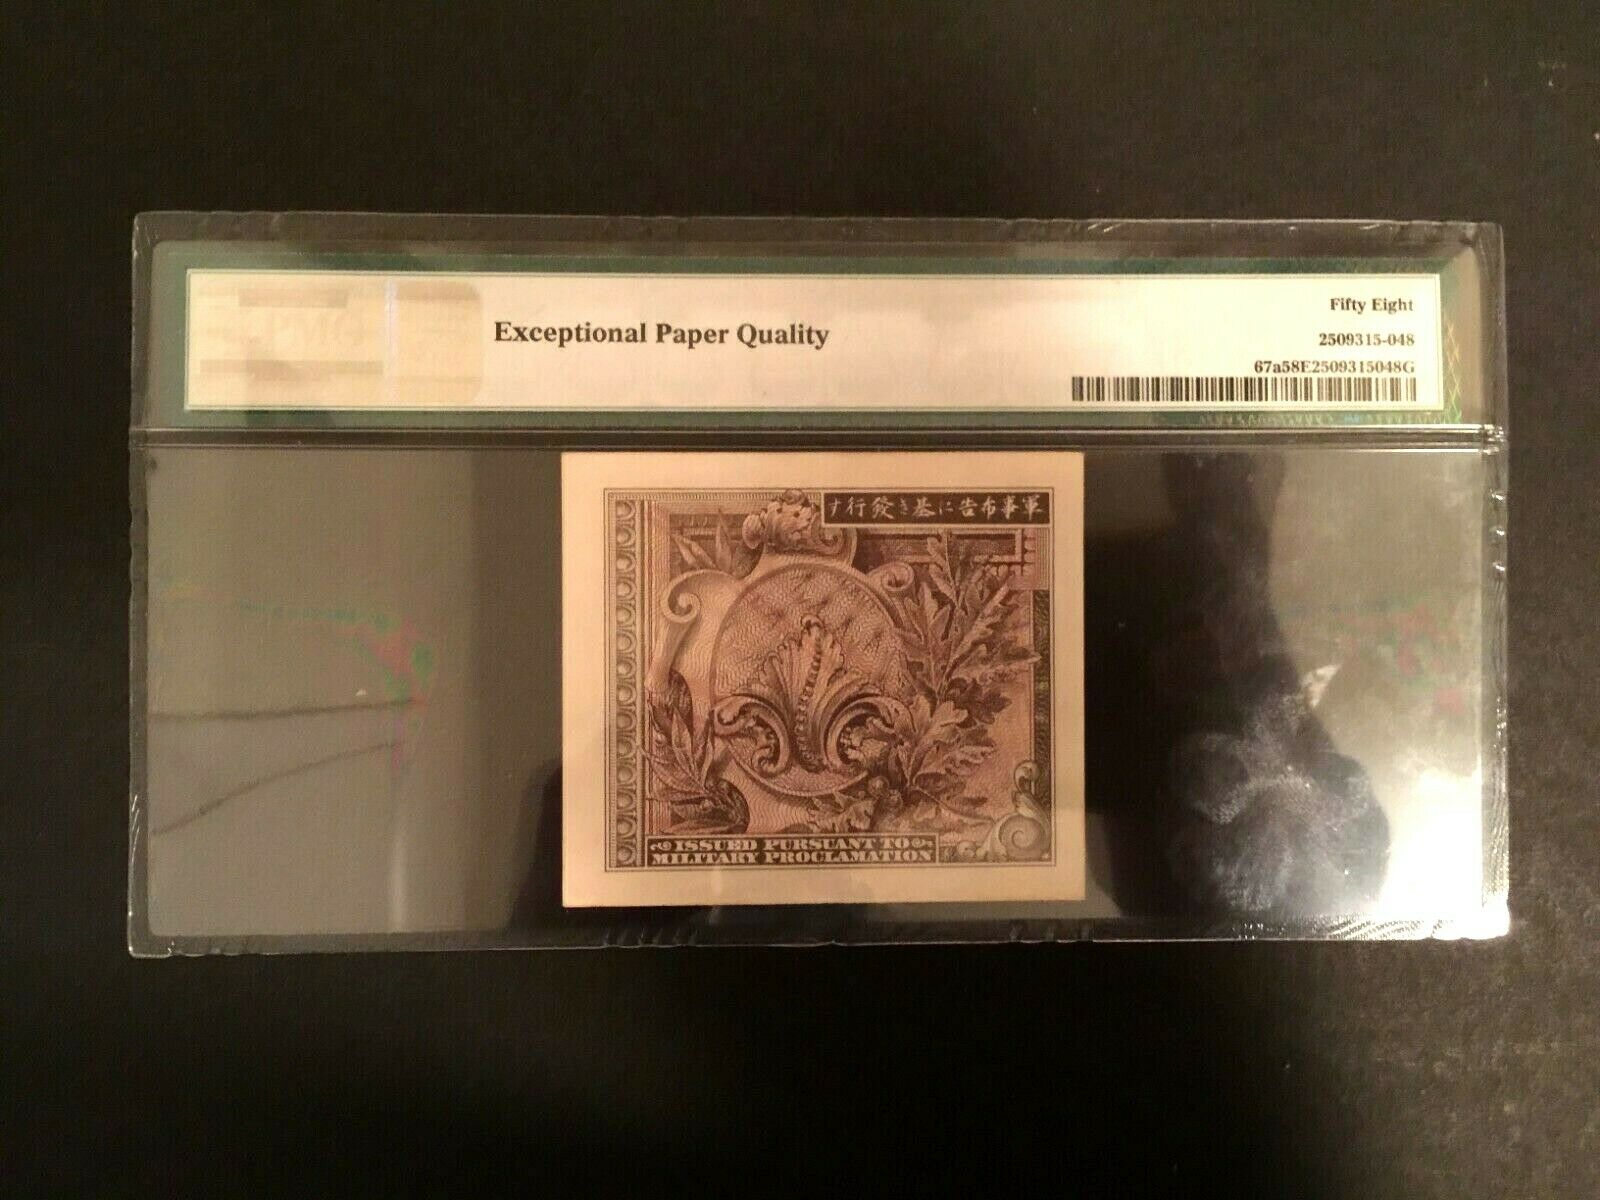 Exceptional Paper Quality
Fifty Eight
2509315-048
67a58E2509315048G
す行發き基に告布事軍
ISSUED PURSUANT TO
MILITARY PROCLAMATION